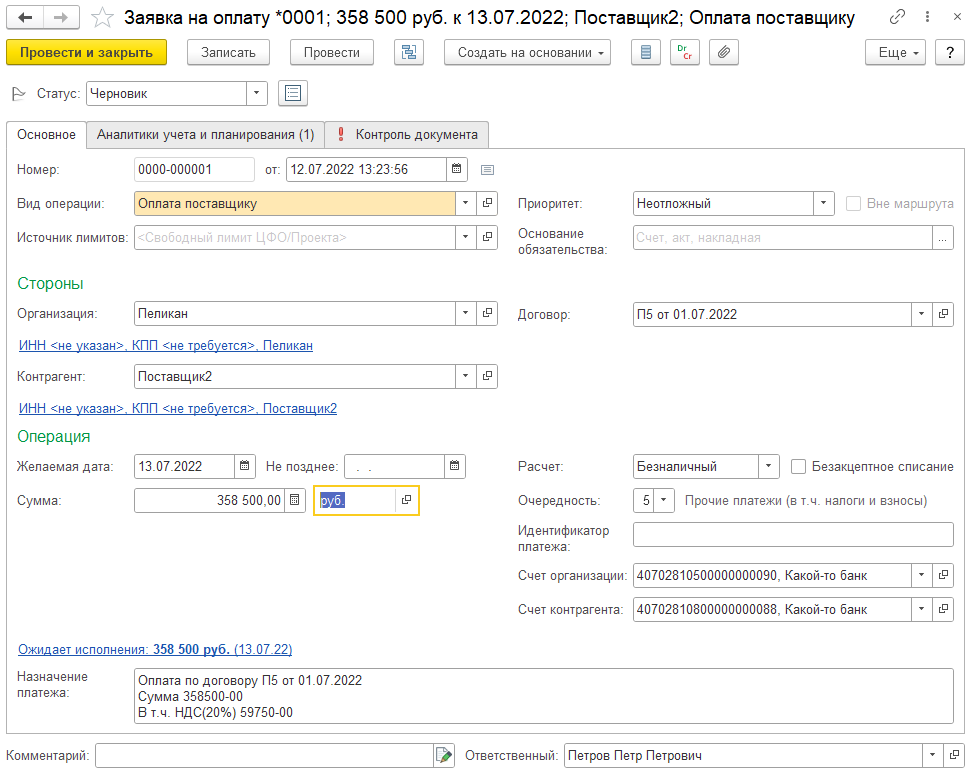 Заявка на оплату *0001; 358 500 руб. к 13.07.2022; Поставщик2; Оплата поставщику
Провести и закрыть Записать Провести Создать на основании Dr Cr Еще ?
Статус: Черновик
Основное Аналитики учета и планирования (1) Контроль документа
Номер: 0000-000001 от: 12.07.2022 13:23:56
Вид операции: Оплата поставщику Приоритет: Неотложный Вне маршрута
Источник лимитов: <Свободный лимит ЦФО/Проекта> Основание обязательства: Счет, акт, накладная ...
Стороны
Организация: Пеликан Договор: П5 от 01.07.2022
ИНН <не указан>, КПП <не требуется>, Пеликан
Контрагент: Поставщик2
ИНН <не указан>, КПП <не требуется>, Поставщик2
Операция
Желаемая дата: 13.07.2022 Не позднее: . . Расчет: Безналичный Безакцептное списание
Сумма: 358 500,00 руб. Очередность: 5 Прочие платежи (в т.ч. налоги и взносы)
Идентификатор платежа:
Счет организации: 40702810500000000090, Какой-то банк
Счет контрагента: 40702810800000000088, Какой-то банк
Ожидает исполнения: 358 500 руб. (13.07.22)
Назначение платежа: Оплата по договору П5 от 01.07.2022
Сумма 358500-00
В т.ч. НДС(20%) 59750-00
Комментарий: Ответственный: Петров Петр Петрович